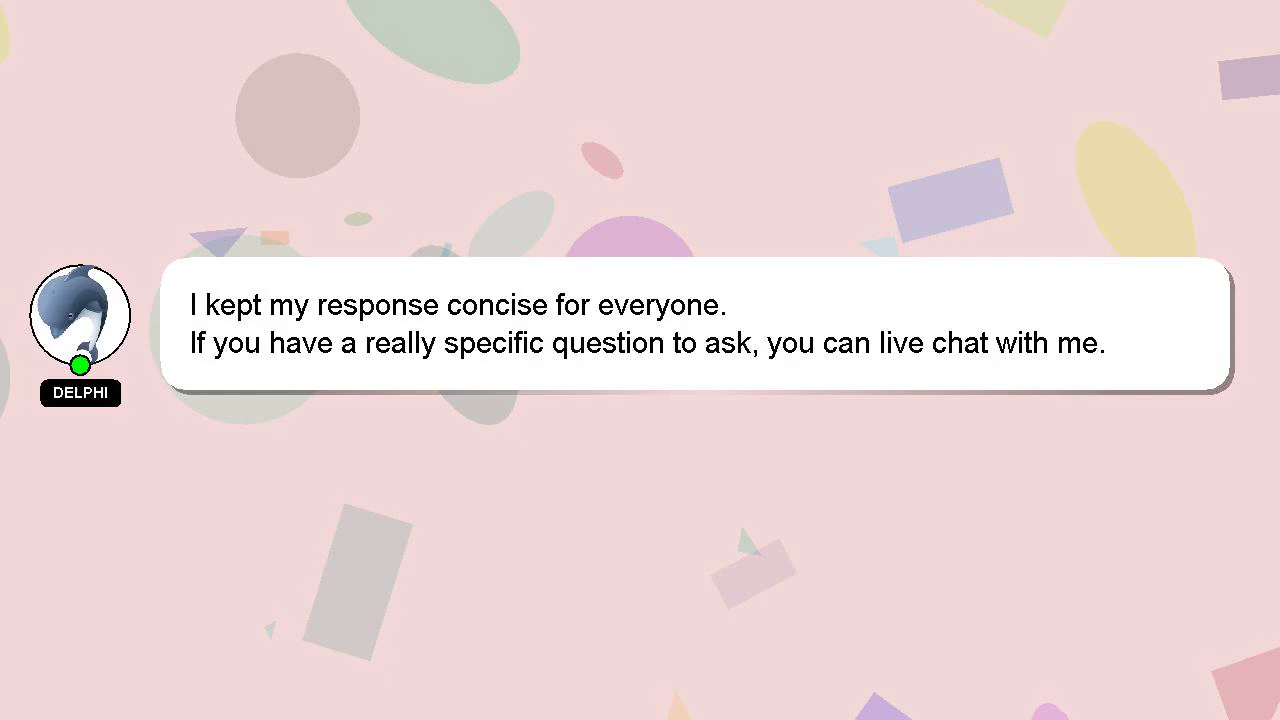 I kept my response concise for everyone.
If you have a really specific question to ask, you can live chat with me.
DELPHI